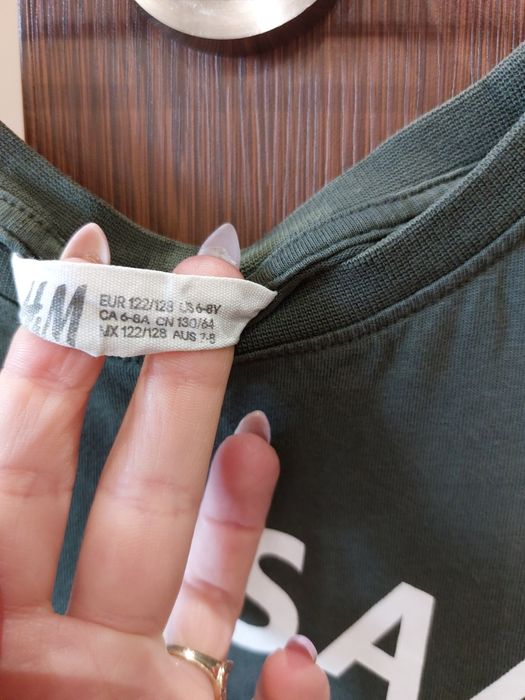 H&M
EUR 122/128 US 6-8Y
CA 6-8A CN 130/64
MX 122/128 AUS 7-8
SA